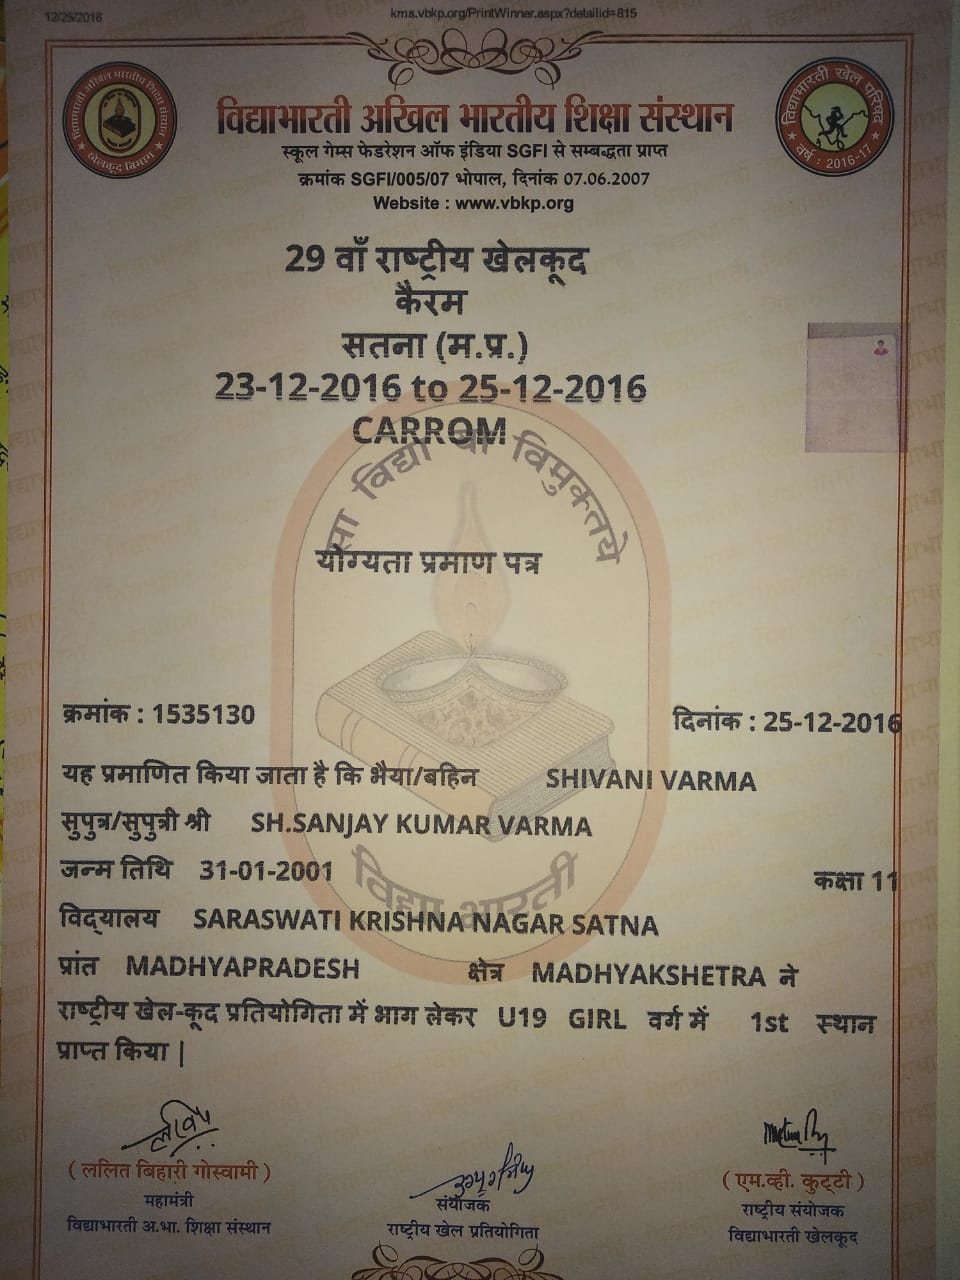 12/25/2016
kms.vbkp.org/PrintWinner.aspx?detailid=815
विद्याभारती अखिल भारतीय शिक्षा संस्थान
खेलकूद विभाग
विद्याभारती अखिल भारतीय शिक्षा संस्थान
विद्याभारती खेल परिषद
वर्ष : 2016-17
स्कूल गेम्स फेडरेशन ऑफ इंडिया SGFI से सम्बद्धता प्राप्त
क्रमांक SGFI/005/07 भोपाल, दिनांक 07.06.2007
Website : www.vbkp.org
29 वाँ राष्ट्रीय खेलकूद
कैरम
सतना (म.प्र.)
23-12-2016 to 25-12-2016
CARROM
सा विद्या या विमुक्तये
योग्यता प्रमाण पत्र
क्रमांक : 1535130 दिनांक : 25-12-2016
यह प्रमाणित किया जाता है कि भैया/बहिन SHIVANI VARMA
सुपुत्र/सुपुत्री श्री SH.SANJAY KUMAR VARMA
जन्म तिथि 31-01-2001 कक्षा 11
विद्या भारती
विद्यालय SARASWATI KRISHNA NAGAR SATNA
प्रांत MADHYAPRADESH क्षेत्र MADHYAKSHETRA ने
राष्ट्रीय खेल-कूद प्रतियोगिता में भाग लेकर U19 GIRL वर्ग में 1st स्थान
प्राप्त किया |
( ललित बिहारी गोस्वामी )
महामंत्री
विद्याभारती अ.भा. शिक्षा संस्थान
संयोजक
राष्ट्रीय खेल प्रतियोगिता
( एम.व्ही. कुट्टी )
राष्ट्रीय संयोजक
विद्याभारती खेलकूद